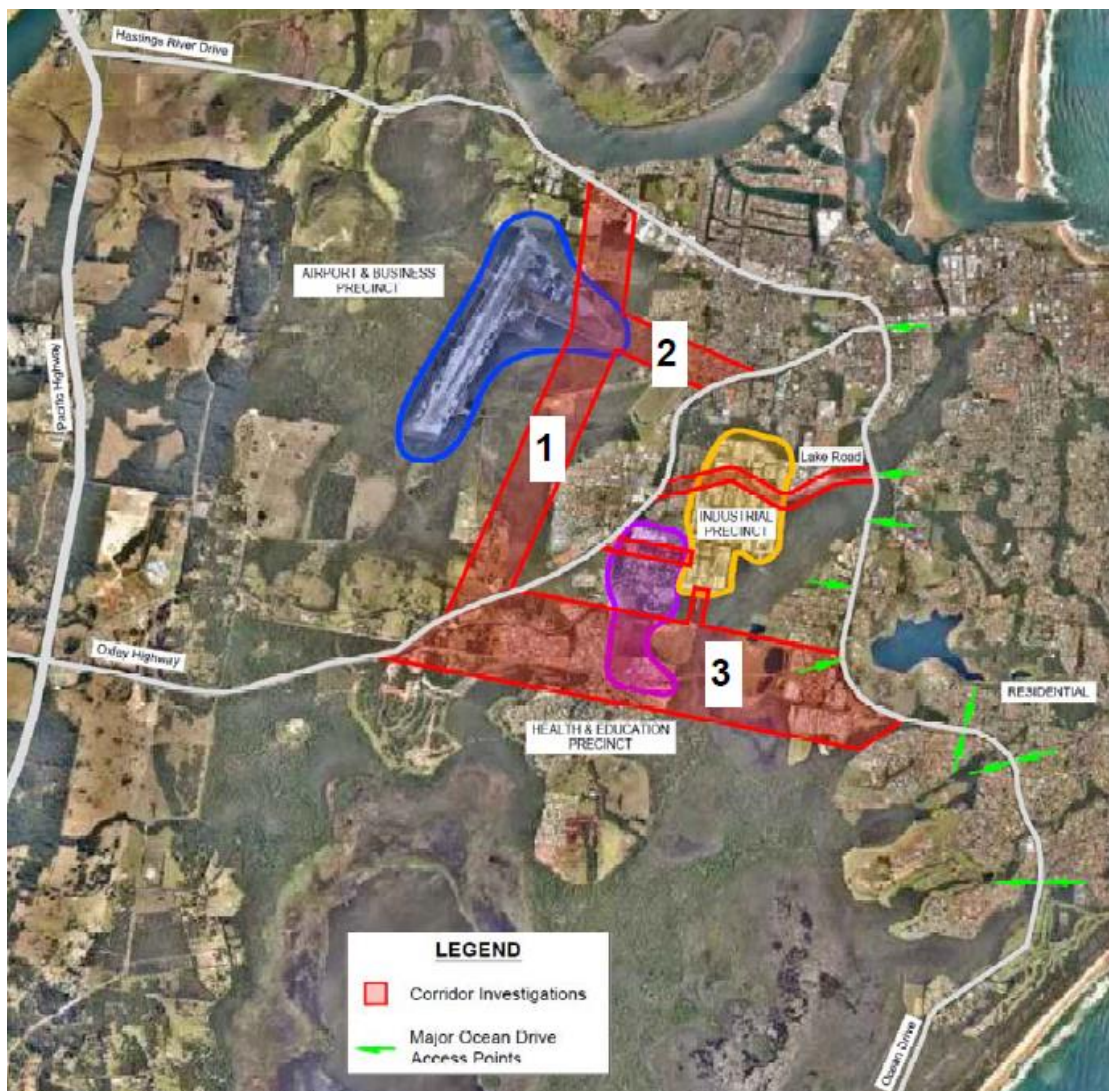 Hastings River Drive
AIRPORT & BUSINESS
PRECINCT
2
Pacific Highway
1
Lake Road
INDUSTRIAL
PRECINCT
Oxley Highway
3
RESIDENTIAL
HEALTH & EDUCATION
PRECINCT
LEGEND
Corridor Investigations
Major Ocean Drive
Access Points
Ocean Drive